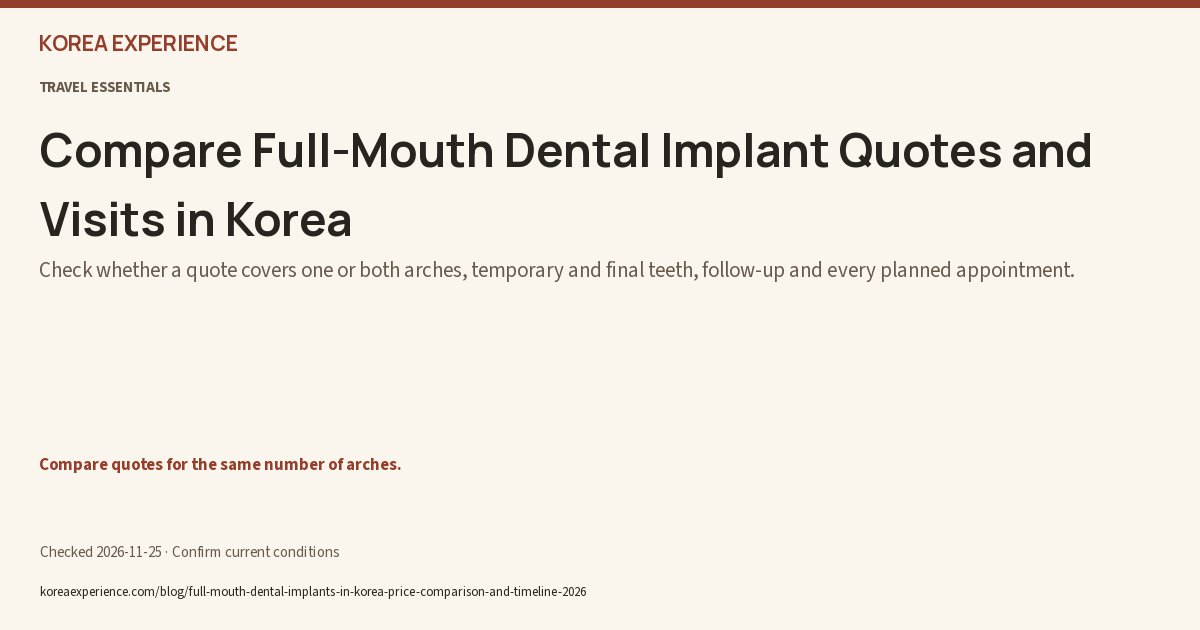 KOREA EXPERIENCE
TRAVEL ESSENTIALS
Compare Full-Mouth Dental Implant Quotes and
Visits in Korea
Check whether a quote covers one or both arches, temporary and final teeth, follow-up and every planned appointment.
Compare quotes for the same number of arches.
Checked 2026-11-25 · Confirm current conditions
koreaexperience.com/blog/full-mouth-dental-implants-in-korea-price-comparison-and-timeline-2026